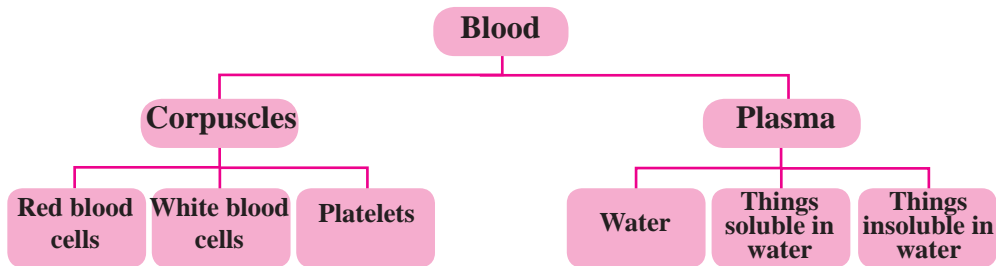 Blood
Corpuscles
Plasma
Red blood
cells
White blood
cells
Platelets
Water
Things
soluble in
water
Things
insoluble in
water